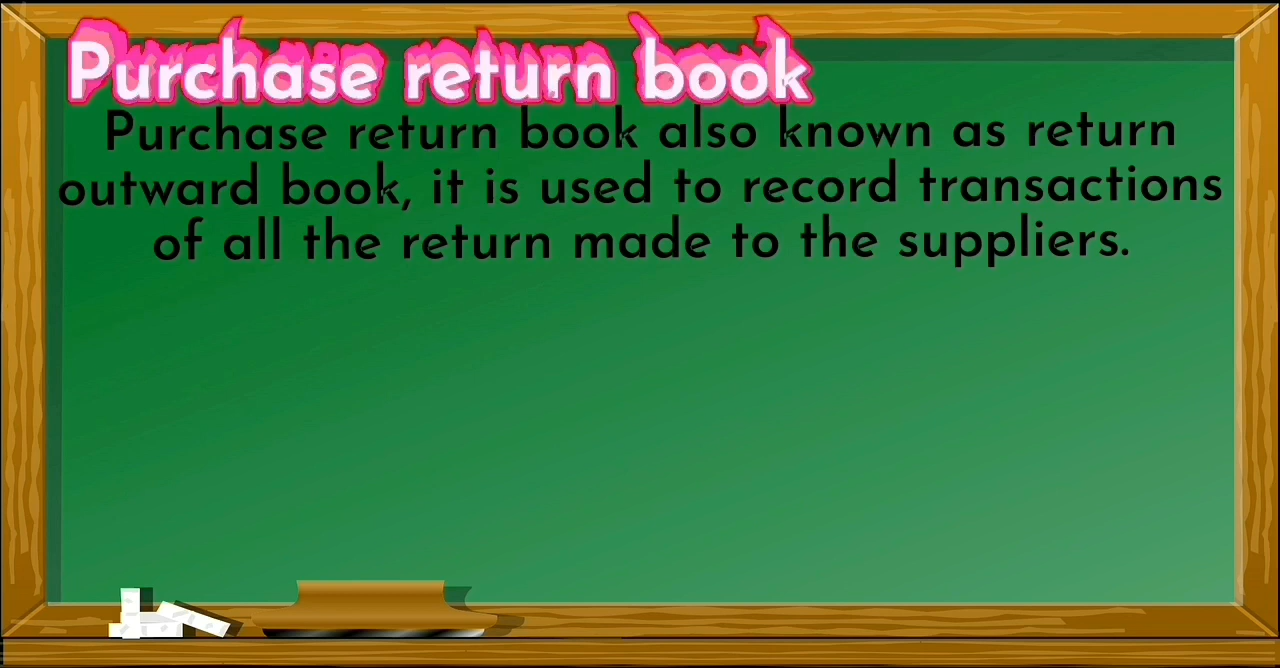 Purchase return book
Purchase return book also known as return
outward book, it is used to record transactions
of all the return made to the suppliers.